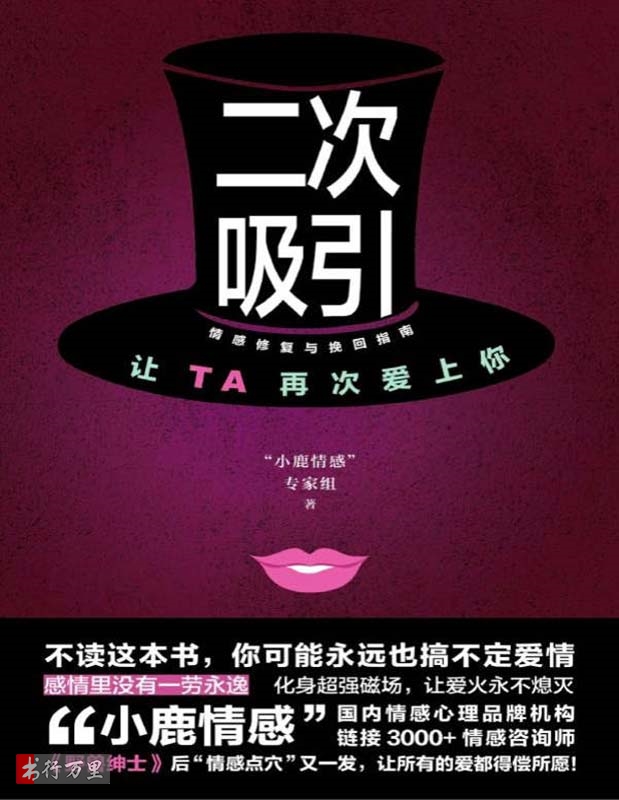 二次
吸引
情感修复与挽回指南
让TA再次爱上你
“小鹿情感”
专家组
著
不读这本书，你可能永远也搞不定爱情
感情里没有一劳永逸 化身超强磁场，让爱火永不熄灭
“小鹿情感”
国内情感心理品牌机构
链接 3000+ 情感咨询师
绅士》后“情感点穴”又一发，让所有的爱都得偿所愿！
书行万里